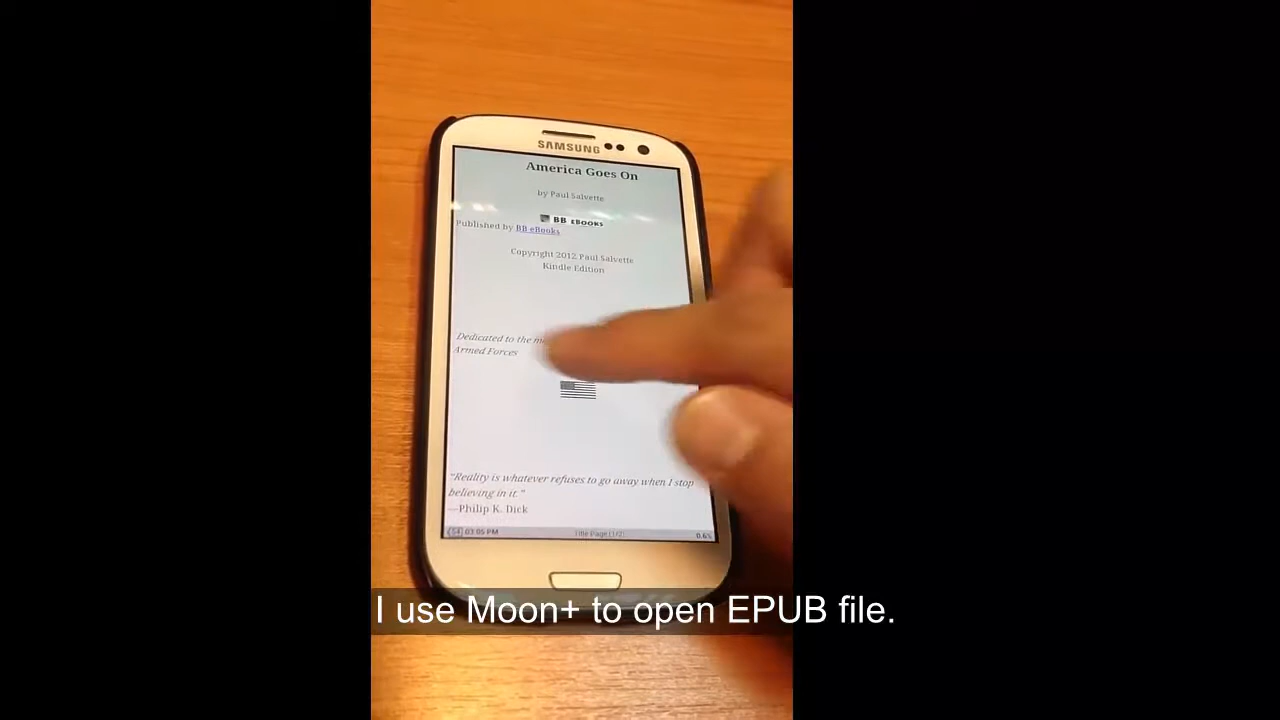 SAMSUNG
America Goes On
by Paul Salvette
BB eBooks
Published by BB eBooks
Copyright 2012 Paul Salvette
Kindle Edition
Dedicated to the
Armed Forces
"Reality is whatever refuses to go away when I stop
believing in it."
—Philip K. Dick
54 03:05 PM Title Page (1/2) 0.6%
I use Moon+ to open EPUB file.